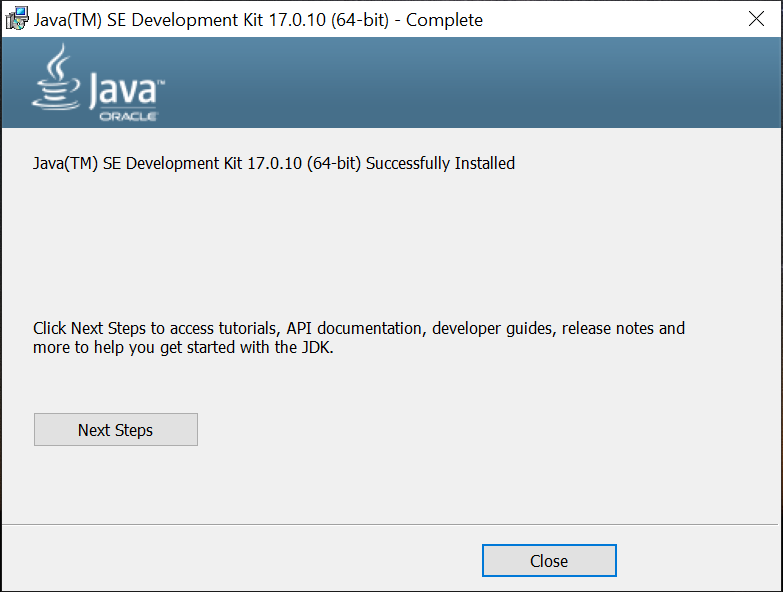 Java(TM) SE Development Kit 17.0.10 (64-bit) - Complete
Java™
ORACLE
Java(TM) SE Development Kit 17.0.10 (64-bit) Successfully Installed
Click Next Steps to access tutorials, API documentation, developer guides, release notes and
more to help you get started with the JDK.
Next Steps
Close